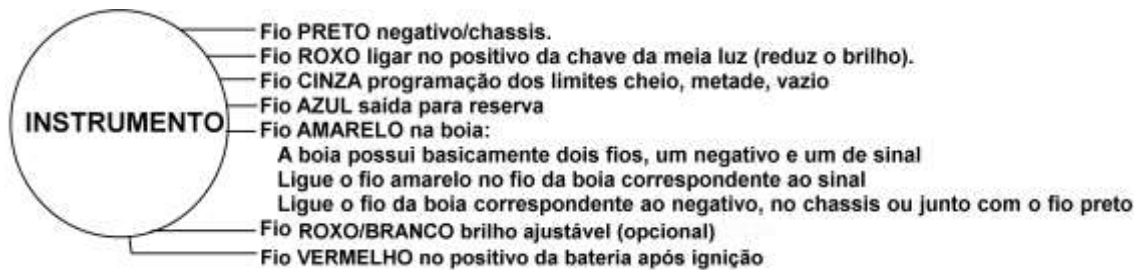 Fio PRETO negativo/chassis.
Fio ROXO ligar no positivo da chave da meia luz (reduz o brilho).
Fio CINZA programação dos limites cheio, metade, vazio
Fio AZUL saída para reserva
INSTRUMENTO
Fio AMARELO na boia:
A boia possui basicamente dois fios, um negativo e um de sinal
Ligue o fio amarelo no fio da boia correspondente ao sinal
Ligue o fio da boia correspondente ao negativo, no chassis ou junto com o fio preto
Fio ROXO/BRANCO brilho ajustável (opcional)
Fio VERMELHO no positivo da bateria após ignição